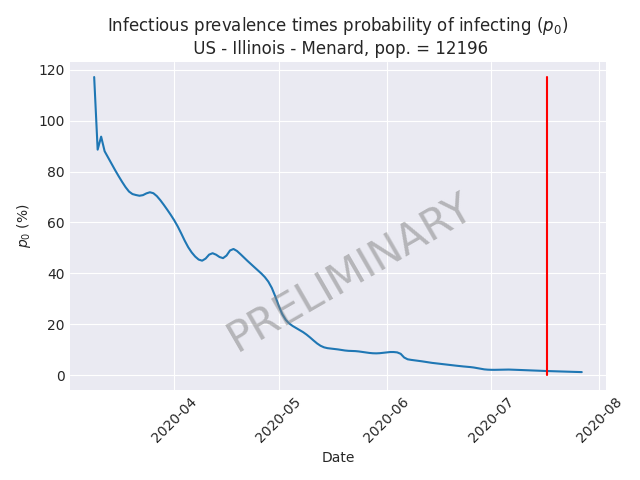 Infectious prevalence times probability of infecting (p₀)
US - Illinois - Menard, pop. = 12196
120
100
80
60
40
20
0
p₀ (%)
PRELIMINARY
2020-04
2020-05
2020-06
2020-07
2020-08
Date